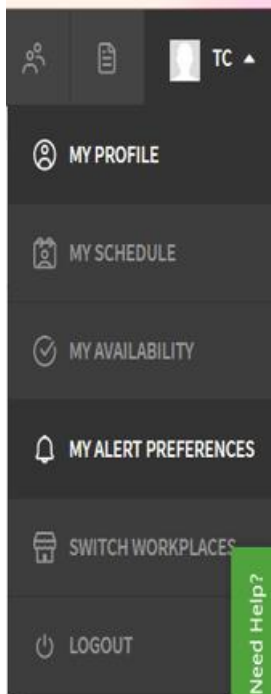 TC
MY PROFILE
MY SCHEDULE
MY AVAILABILITY
MY ALERT PREFERENCES
SWITCH WORKPLACES
LOGOUT
Need Help?